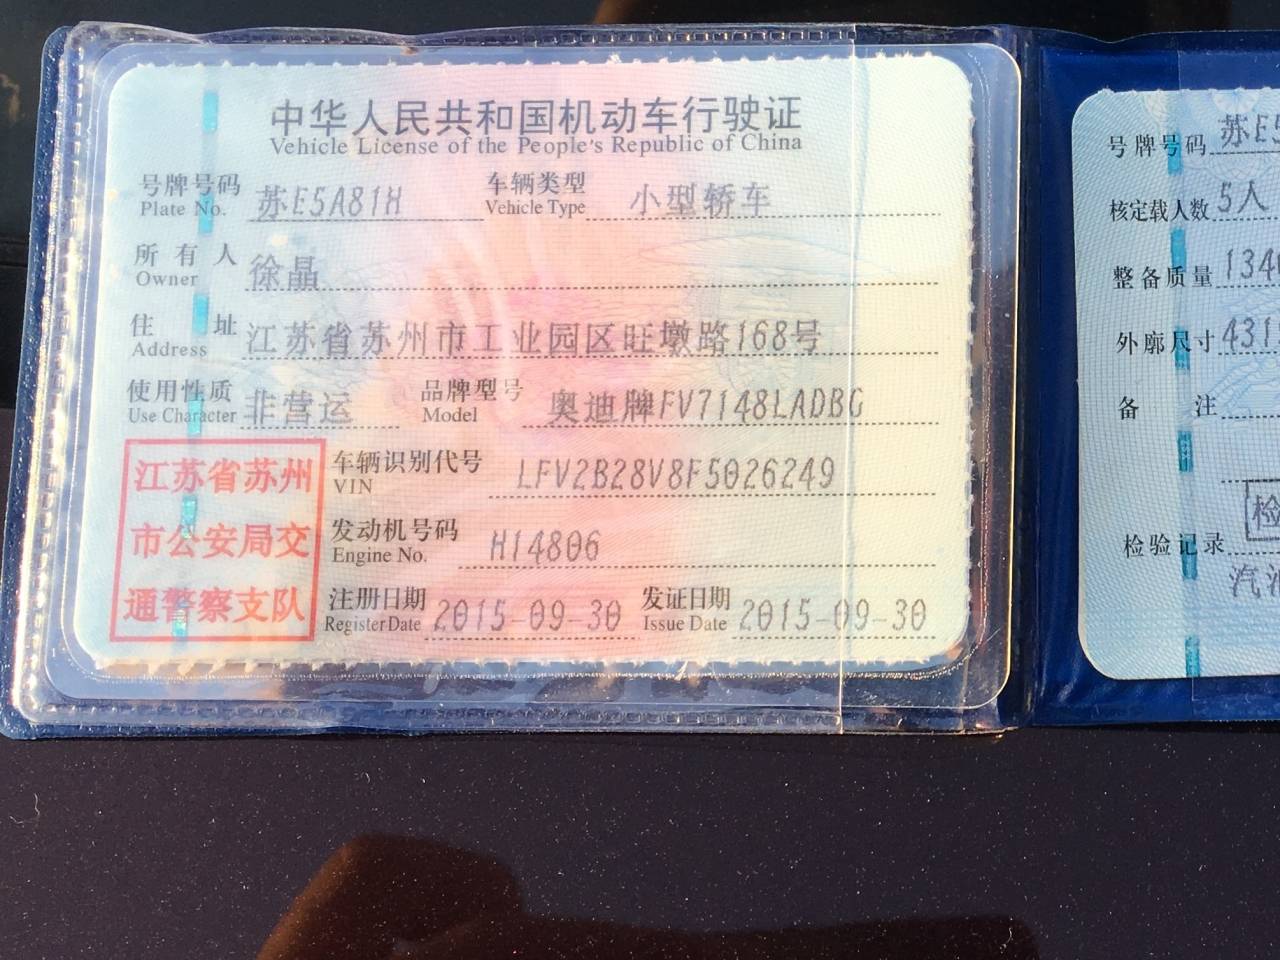 中华人民共和国机动车行驶证
Vehicle License of the People's Republic of China
号牌号码 苏E5A81H 车辆类型 小型轿车
Plate No. Vehicle Type
所有人 徐晶
Owner
住址 江苏省苏州市工业园区旺墩路168号
Address
使用性质 非营运 品牌型号 奥迪牌FV7148LADBG
Use Character Model
江苏省苏州
市公安局交
通警察支队
车辆识别代号 LFV2B28V8F5026249
VIN
发动机号码 H14806
Engine No.
注册日期 2015-09-30 发证日期 2015-09-30
Register Date Issue Date
号牌号码 苏E5
核定载人数 5人
整备质量 134
外廓尺寸 431
备注
检
检验记录
汽油